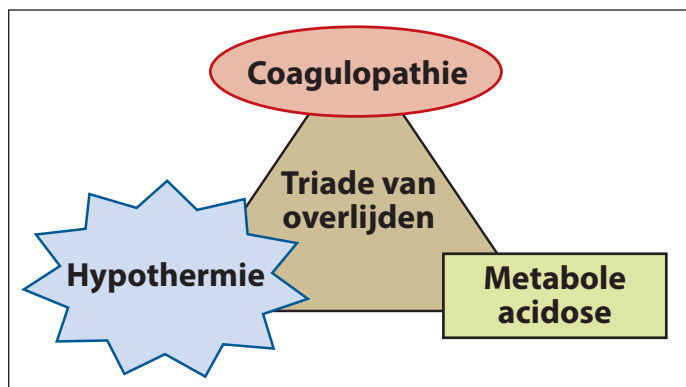 Coagulopathie
Triade van
overlijden
Hypothermie
Metabole
acidose